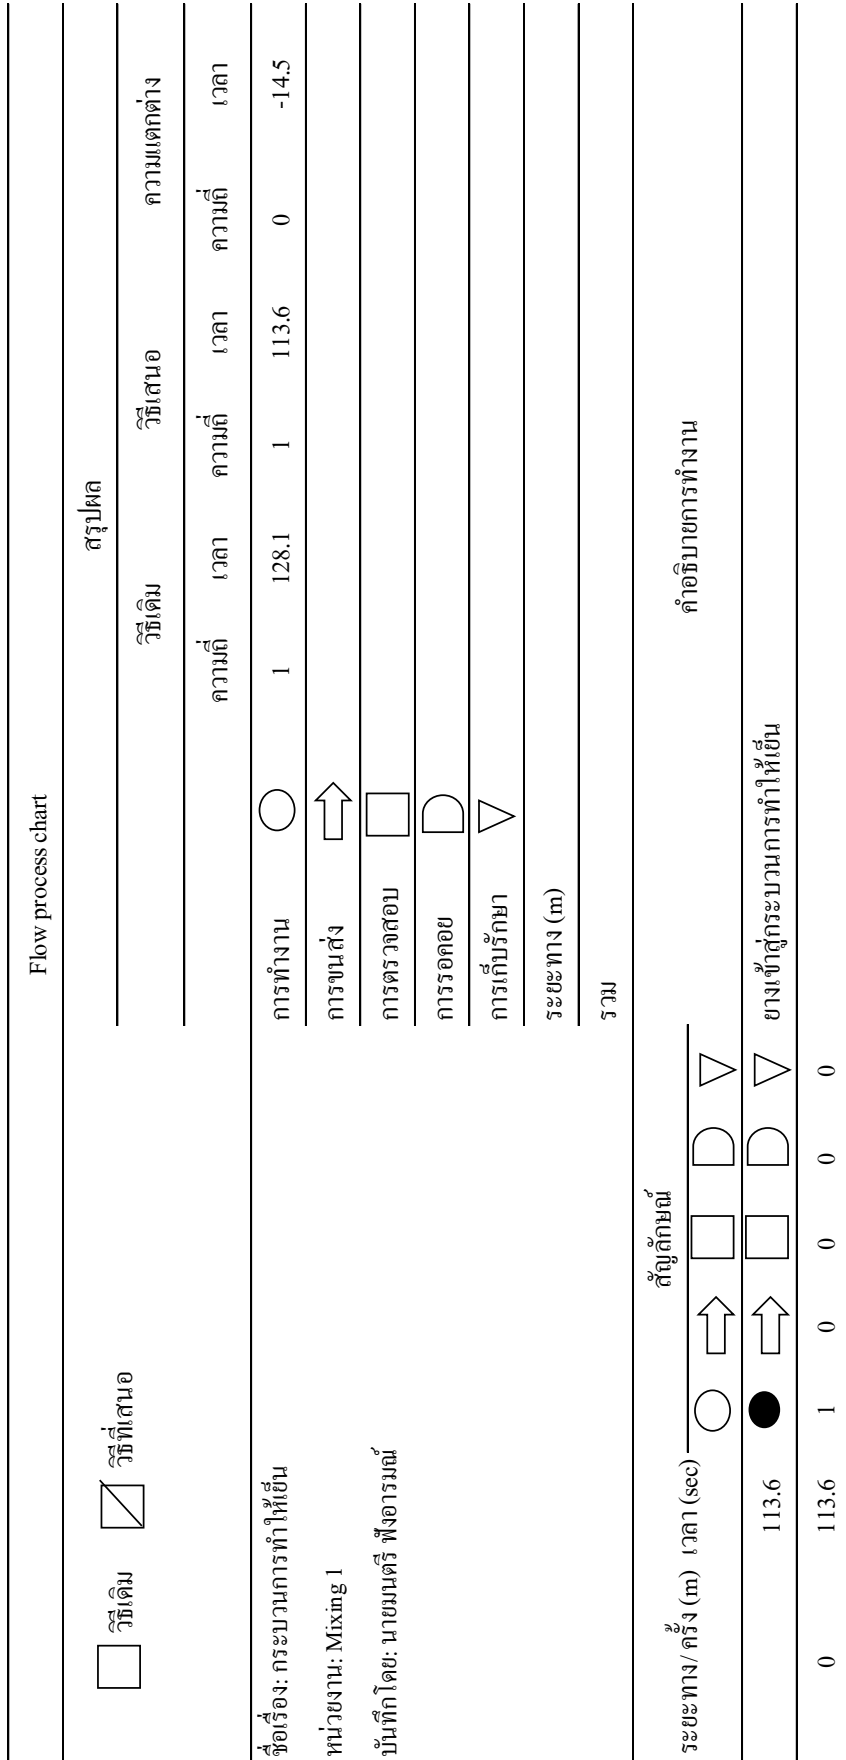 Flow process chart
วิธีเดิม วิธีที่เสนอ
สรุปผล
วิธีเดิม วิธีเสนอ ความแตกต่าง
ความถี่ เวลา ความถี่ เวลา ความถี่ เวลา
ชื่อเรื่อง: กระบวนการทำให้เย็น
หน่วยงาน: Mixing 1
บันทึกโดย: นายมนตรี ฟังอารมณ์
การทำงาน 1 128.1 1 113.6 0 -14.5
การขนส่ง
การตรวจสอบ
การรอคอย
การเก็บรักษา
ระยะทาง (m)
รวม
ระยะทาง/ ครั้ง (m) เวลา (sec) สัญลักษณ์ คำอธิบายการทำงาน
113.6 ยางเข้าสู่กระบวนการทำให้เย็น
0 113.6 1 0 0 0 0